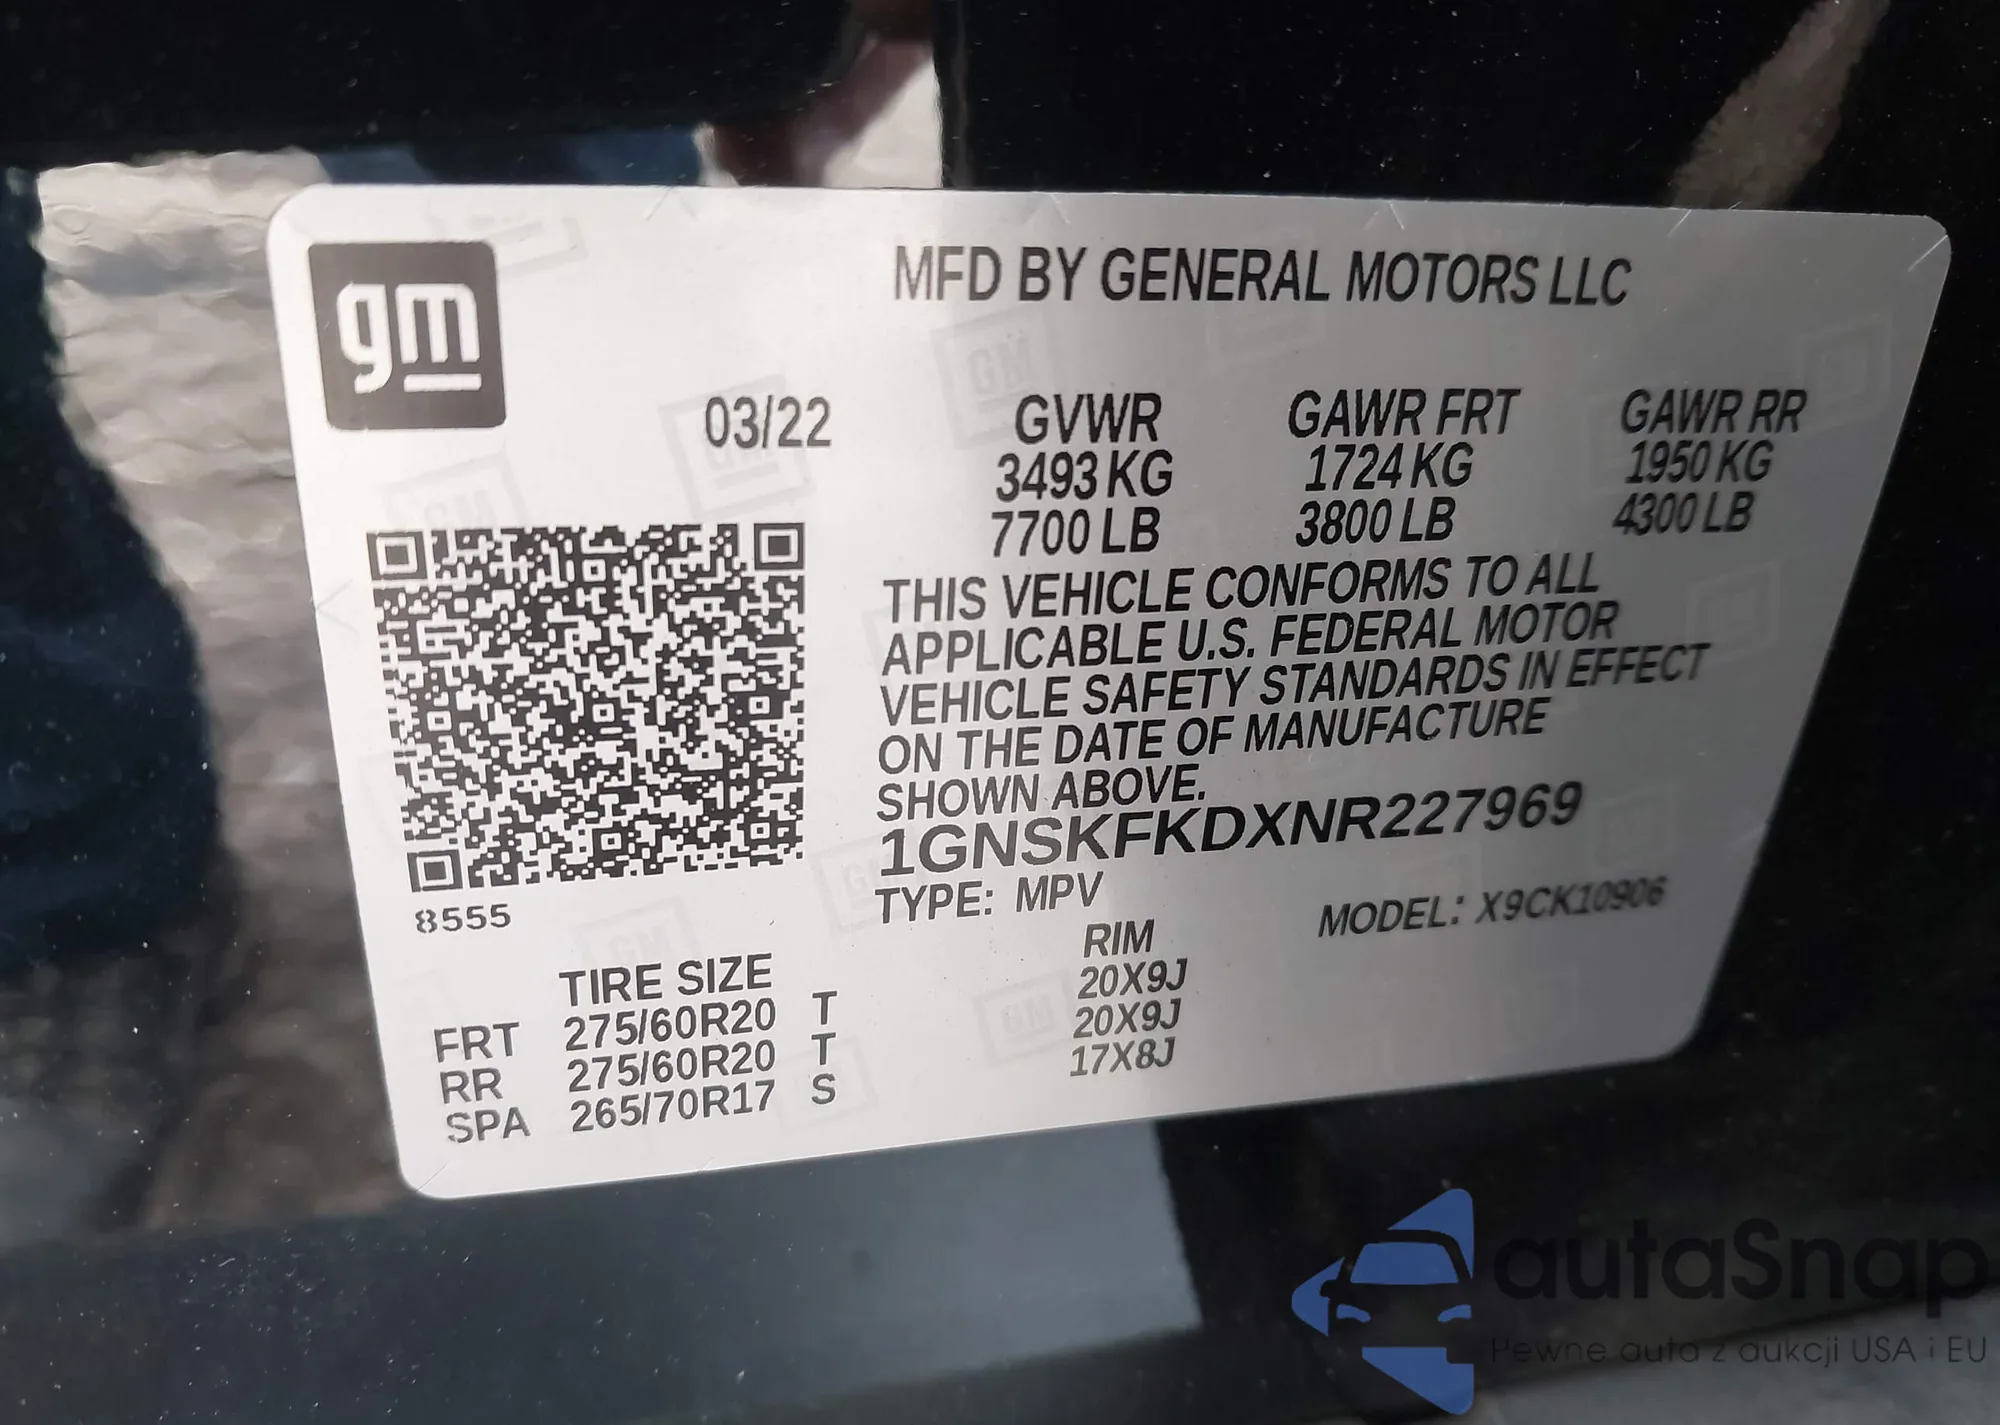 gm
MFD BY GENERAL MOTORS LLC
03/22
GVWR GAWR FRT GAWR RR
3493 KG 1724 KG 1950 KG
7700 LB 3800 LB 4300 LB
THIS VEHICLE CONFORMS TO ALL
APPLICABLE U.S. FEDERAL MOTOR
VEHICLE SAFETY STANDARDS IN EFFECT
ON THE DATE OF MANUFACTURE
SHOWN ABOVE.
1GNSKFKDXNR227969
TYPE: MPV MODEL: X9CK10906
8555
TIRE SIZE RIM
FRT 275/60R20 T 20X9J
RR 275/60R20 T 20X9J
SPA 265/70R17 S 17X8J
autaSnap
Pewne auta z aukcji USA i EU